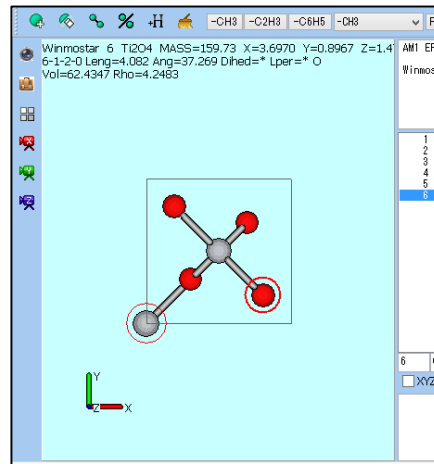 +H -CH3 -C2H3 -C6H5 -CH3
Winmostar 6 Ti2O4 MASS=159.73 X=3.6970 Y=0.8967 Z=1.4
6-1-2-0 Leng=4.082 Ang=37.269 Dihed=* Lper=* O
Vol=62.4347 Rho=4.2483
AM1 EF
Winmos
1
2
3
4
5
6
Y
Z X
6
XYZ